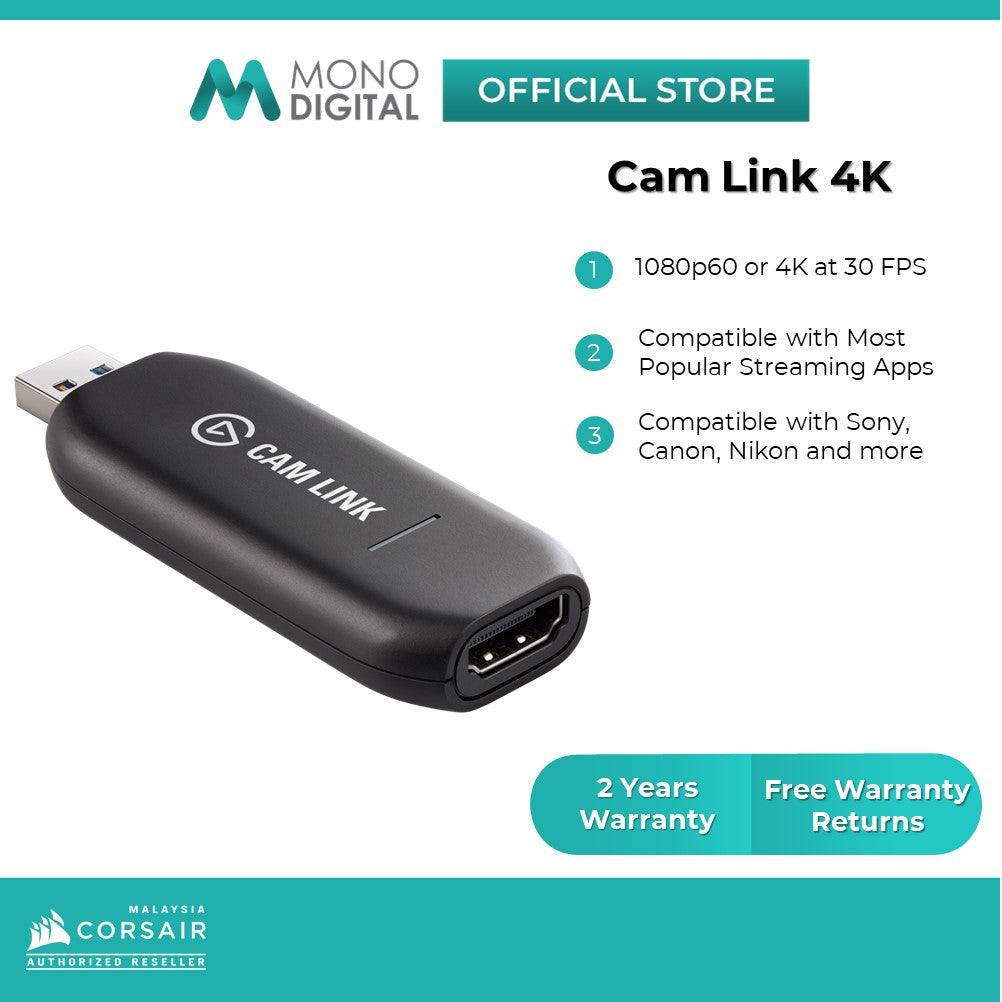 MONO
DIGITAL
OFFICIAL STORE
Cam Link 4K
1 1080p60 or 4K at 30 FPS
2 Compatible with Most
Popular Streaming Apps
3 Compatible with Sony,
Canon, Nikon and more
CAM LINK
2 Years
Warranty
Free Warranty
Returns
MALAYSIA
CORSAIR
AUTHORIZED RESELLER